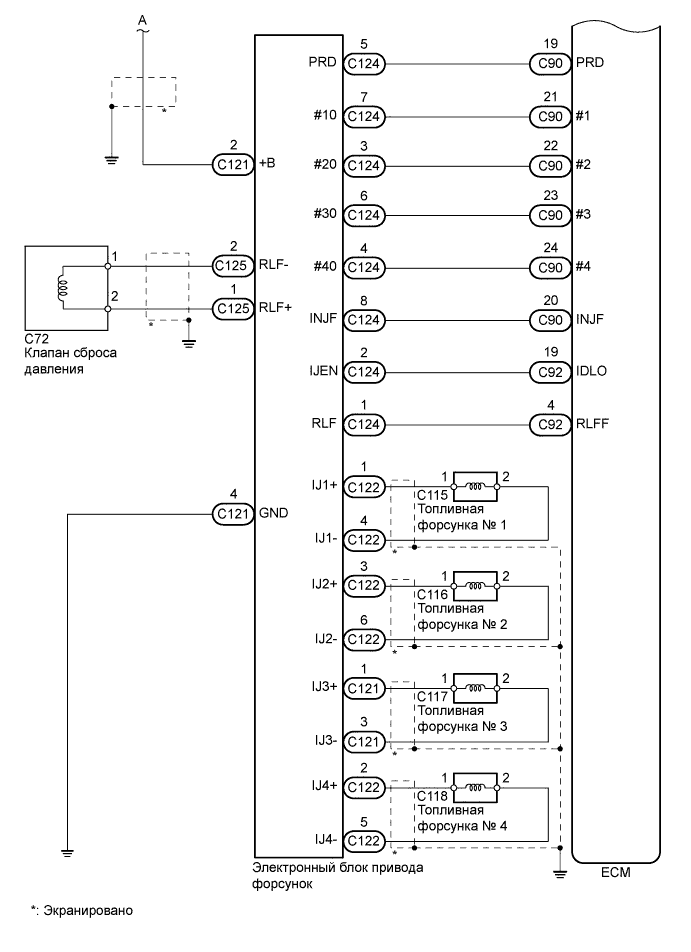 A
5
19
PRD C124 C90 PRD
7
21
#10 C124 C90 #1
*
2
C121 +B
3
22
#20 C124 C90 #2
6
23
#30 C124 C90 #3
1
2
C125 RLF-
4
24
#40 C124 C90 #4
2
1
C125 RLF+
*
8
20
INJF C124 C90 INJF
C72
Клапан сброса
давления
2
19
IJEN C124 C92 IDLO
1
4
RLF C124 C92 RLFF
1
IJ1+ C122
1 2
C115
Топливная
форсунка № 1
4
C121 GND
4
IJ1- C122
*
3
IJ2+ C122
1 2
C116
Топливная
форсунка № 2
6
IJ2- C122
*
1
IJ3+ C121
1 2
C117
Топливная
форсунка № 3
3
IJ3- C121
*
2
IJ4+ C122
1 2
C118
Топливная
форсунка № 4
5
IJ4- C122
*
Электронный блок привода
форсунок
ECM
*: Экранировано